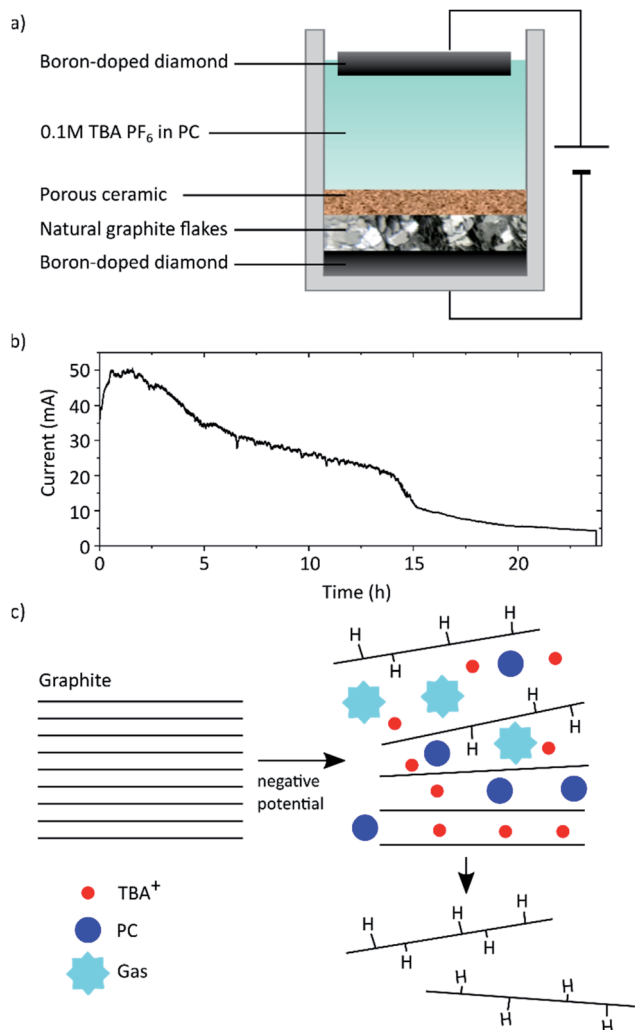 a)
Boron-doped diamond
0.1M TBA PF₆ in PC
Porous ceramic
Natural graphite flakes
Boron-doped diamond
b)
50
40
30
20
10
0
Current (mA)
0 5 10 15 20
Time (h)
c)
Graphite
negative
potential
H
H
H
H
H
H
H
H
TBA⁺
PC
Gas
H
H
H
H
H
H
H
H
H